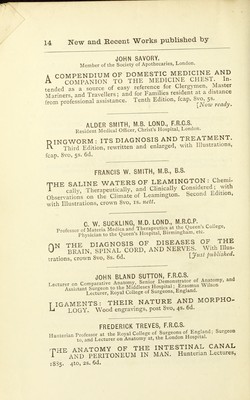 14 New and Recent Works published by
JOHN SAVORY.
Member of the Society of Apothecaries, London.
A COMPENDIUM OF DOMESTIC MEDICINE AND
COMPANION TO THE MEDICINE CHEST. In-
tended as a source of easy reference for Clergymen, Master
Mariners, and Travellers; and for Families resident at a distance
from professional assistance. Tenth Edition, fcap. 8vo, 5s.
[Now ready.
ALDER SMITH, M.B. LOND., F.R.C.S.
Resident Medical Officer, Christ's Hospital, London.
RINGWORM: ITS DIAGNOSIS AND TREATMENT.
Third Edition, rewritten and enlarged, with Illustrations,
fcap. 8vo, 5s. 6d.
FRANCIS W. SMITH, M.B., B.S.
THE SALINE WATERS OF LEAMINGTON: Chemi-
cally, Therapeutically, and Clinically Considered; with
Observations on the Climate of Leamington. Second Edition,
with Illustrations, crown 8vo, 1s. nett.
C. W. SUCKLING, M.D. LOND., M.R.C.P.
Professor of Materia Medica and Therapeutics at the Queen's College,
Physician to the Queen's Hospital, Birmingham, etc.
ON THE DIAGNOSIS OF DISEASES OF THE
BRAIN, SPINAL CORD, AND NERVES. With Illus-
trations, crown 8vo, 8s. 6d. [Just published.
JOHN BLAND SUTTON, F.R.C.S.
Lecturer on Comparative Anatomy, Senior Demonstrator of Anatomy, and
Assistant Surgeon to the Middlesex Hospital; Erasmus Wilson
Lecturer, Royal College of Surgeons, England.
LIGAMENTS: THEIR NATURE AND MORPHO-
LOGY. Wood engravings, post 8vo, 4s. 6d.
FREDERICK TREVES, F.R.C.S.
Hunterian Professor at the Royal College of Surgeons of England; Surgeon
to, and Lecturer on Anatomy at, the London Hospital.
THE ANATOMY OF THE INTESTINAL CANAL
AND PERITONEUM IN MAN. Hunterian Lectures,
1885. 4to, 2s. 6d.